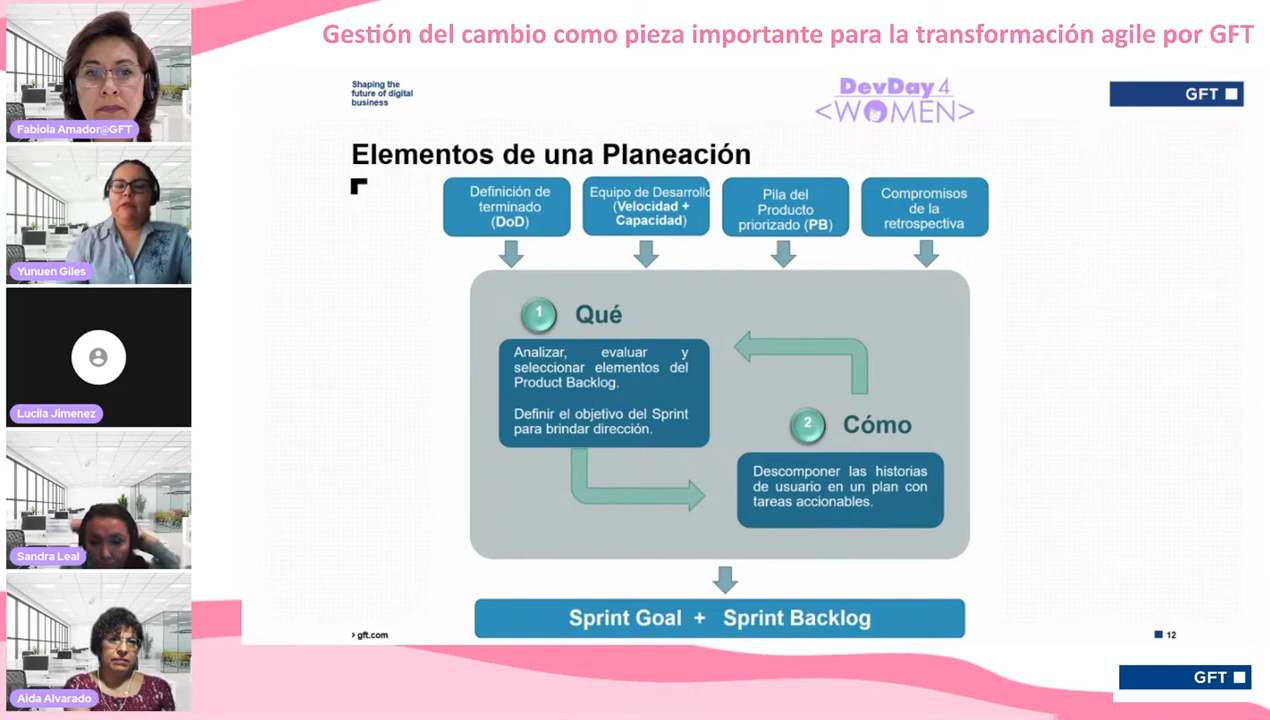 Gestión del cambio como pieza importante para la transformación agile por GFT
Fabiola Amador@GFT
Yunuen Giles
Lucila Jimenez
Sandra Leal
Aida Alvarado
Shaping the
future of digital
business
DevDay4
<WOMEN>
GFT
Elementos de una Planeación
Definición de
terminado
(DoD)
Equipo de Desarrollo
(Velocidad +
Capacidad)
Pila del
Producto
priorizado (PB)
Compromisos
de la
retrospectiva
1
Qué
Analizar, evaluar y
seleccionar elementos del
Product Backlog.
Definir el objetivo del Sprint
para brindar dirección.
2
Cómo
Descomponer las historias
de usuario en un plan con
tareas accionables.
Sprint Goal + Sprint Backlog
> gft.com
12
GFT